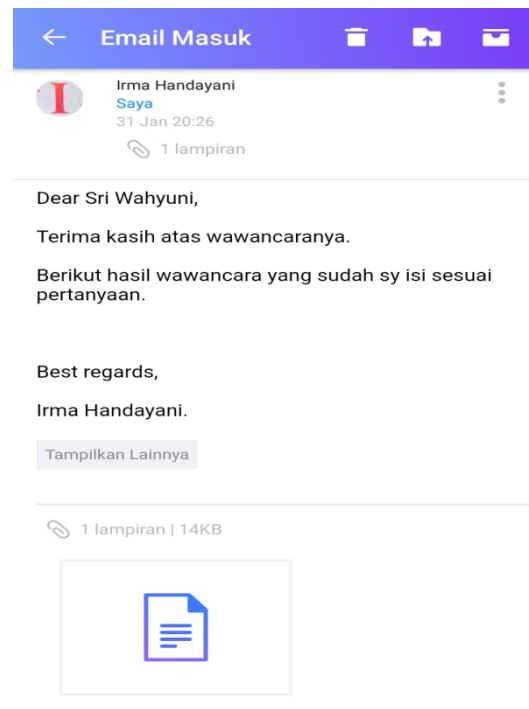 Email Masuk
I
Irma Handayani
Saya
31 Jan 20:26
1 lampiran
Dear Sri Wahyuni,
Terima kasih atas wawancaranya.
Berikut hasil wawancara yang sudah sy isi sesuai
pertanyaan.
Best regards,
Irma Handayani.
Tampilkan Lainnya
1 lampiran | 14KB